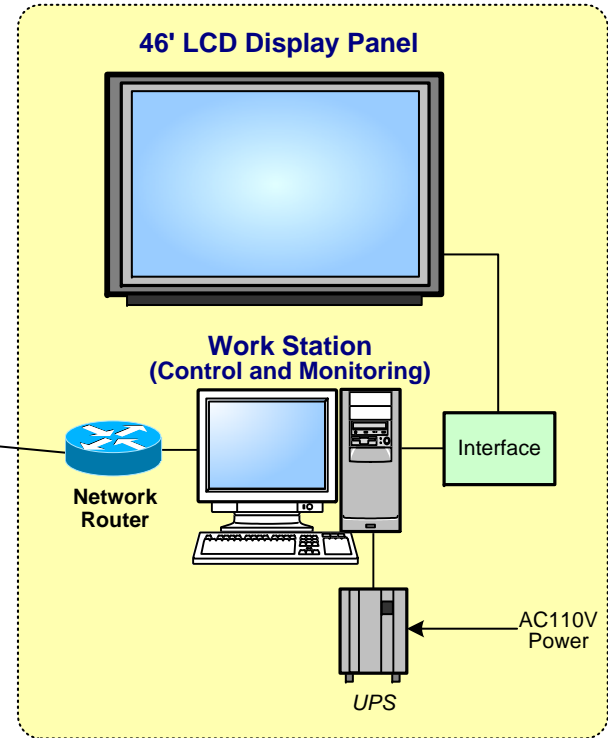 46' LCD Display Panel
Work Station
(Control and Monitoring)
Interface
Network
Router
AC110V
Power
UPS